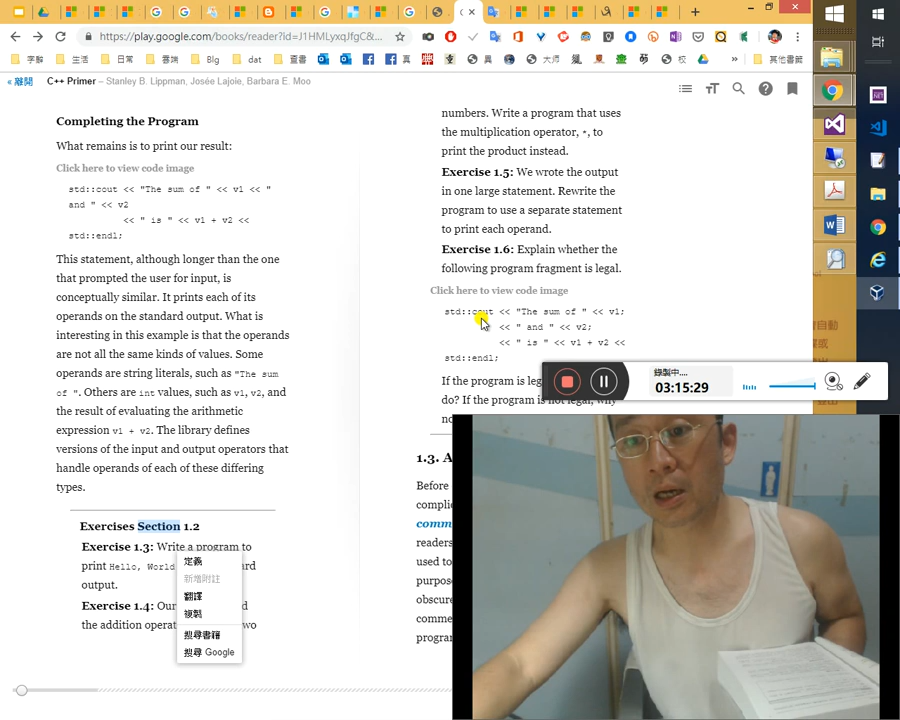 https://play.google.com/books/reader?id=J1HMLyxqJfgC&...
字辭
生活
日常
雲端
Blg
dat
查書
真
異
大师
校
»
其他書籤
« 離開
C++ Primer – Stanley B. Lippman, Josée Lajoie, Barbara E. Moo
Completing the Program
What remains is to print our result:
Click here to view code image
std::cout << "The sum of " << v1 << "
and " << v2
<< " is " << v1 + v2 <<
std::endl;
This statement, although longer than the one
that prompted the user for input, is
conceptually similar. It prints each of its
operands on the standard output. What is
interesting in this example is that the operands
are not all the same kinds of values. Some
operands are string literals, such as "The sum
of ". Others are int values, such as v1, v2, and
the result of evaluating the arithmetic
expression v1 + v2. The library defines
versions of the input and output operators that
handle operands of each of these differing
types.
Exercises Section 1.2
Exercise 1.3: Write a program to
print Hello, World
output.
Exercise 1.4: Our
the addition operat
wo
定義
新增附註
翻譯
複製
搜尋書籍
搜尋 Google
numbers. Write a program that uses
the multiplication operator, *, to
print the product instead.
Exercise 1.5: We wrote the output
in one large statement. Rewrite the
program to use a separate statement
to print each operand.
Exercise 1.6: Explain whether the
following program fragment is legal.
Click here to view code image
std::cout << "The sum of " << v1;
<< " and " << v2;
<< " is " << v1 + v2 <<
std::endl;
If the program is leg
do? If the program is not legal, why
no
1.3. A
Before
complic
comm
readers
used to
purpos
obscure
comme
program
錄製中....
03:15:29